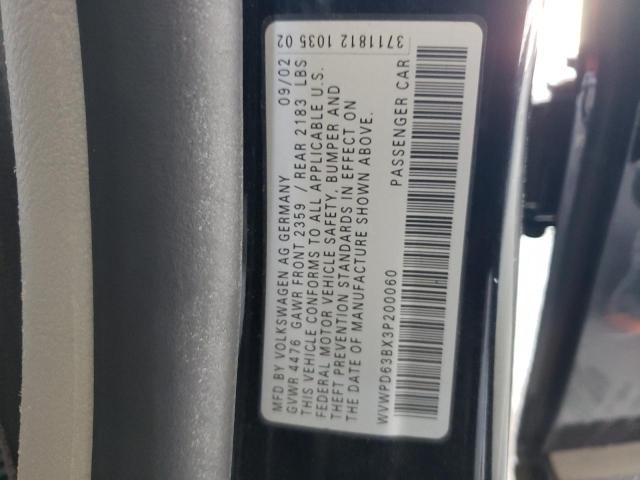 3711812 1035 02
MFD BY VOLKSWAGEN AG GERMANY 09/02
GVWR 4476 GAWR FRONT 2359 / REAR 2183 LBS
THIS VEHICLE CONFORMS TO ALL APPLICABLE U.S.
FEDERAL MOTOR VEHICLE SAFETY, BUMPER AND
THEFT PREVENTION STANDARDS IN EFFECT ON
THE DATE OF MANUFACTURE SHOWN ABOVE.
WVWPD63BX3P200060 PASSENGER CAR